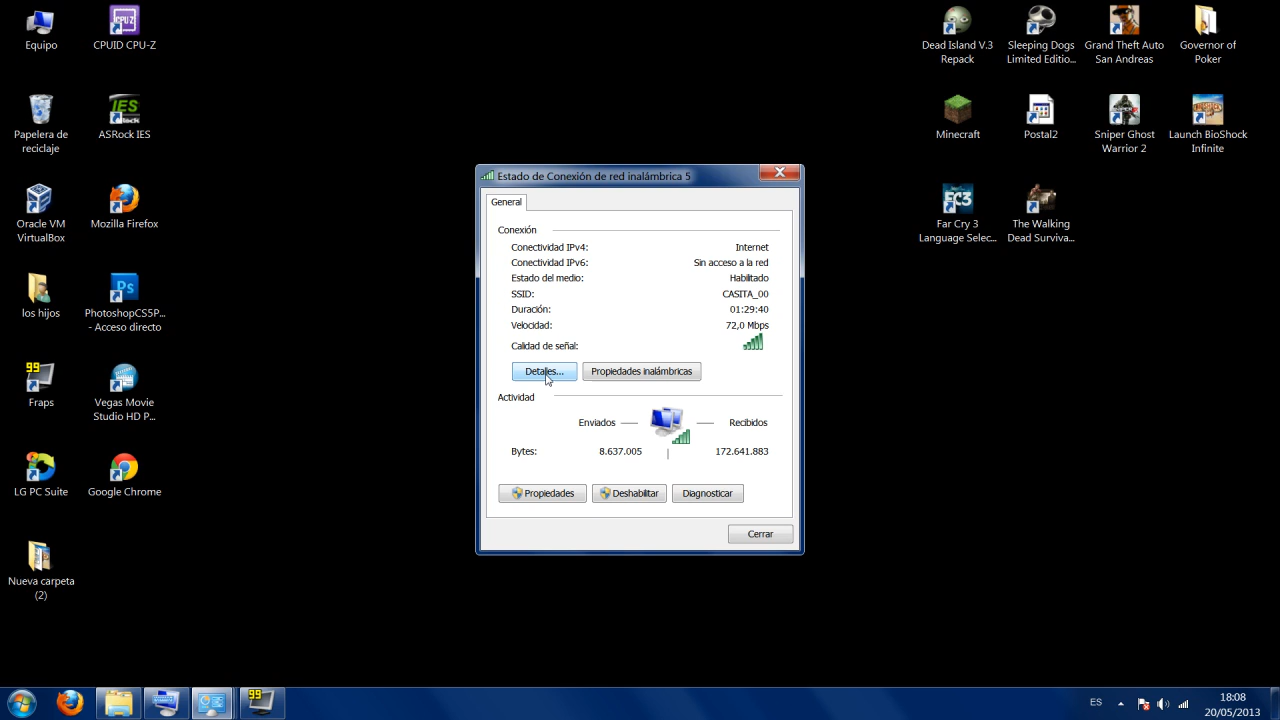 Equipo
CPUID CPU-Z
Dead Island V.3
Repack
Sleeping Dogs
Limited Editio...
Grand Theft Auto
San Andreas
Governor of
Poker
Papelera de
reciclaje
ASRock IES
Minecraft
Postal2
Sniper Ghost
Warrior 2
Launch BioShock
Infinite
Oracle VM
VirtualBox
Mozilla Firefox
Far Cry 3
Language Selec...
The Walking
Dead Surviva...
los hijos
PhotoshopCS5P...
- Acceso directo
Fraps
Vegas Movie
Studio HD P...
LG PC Suite
Google Chrome
Nueva carpeta
(2)
Estado de Conexión de red inalámbrica 5
General
Conexión
Conectividad IPv4: Internet
Conectividad IPv6: Sin acceso a la red
Estado del medio: Habilitado
SSID: CASITA_00
Duración: 01:29:40
Velocidad: 72,0 Mbps
Calidad de señal:
Detalles... Propiedades inalámbricas
Actividad
Enviados Recibidos
Bytes: 8.637.005 172.641.883
Propiedades Deshabilitar Diagnosticar
Cerrar
ES
18:08
20/05/2013